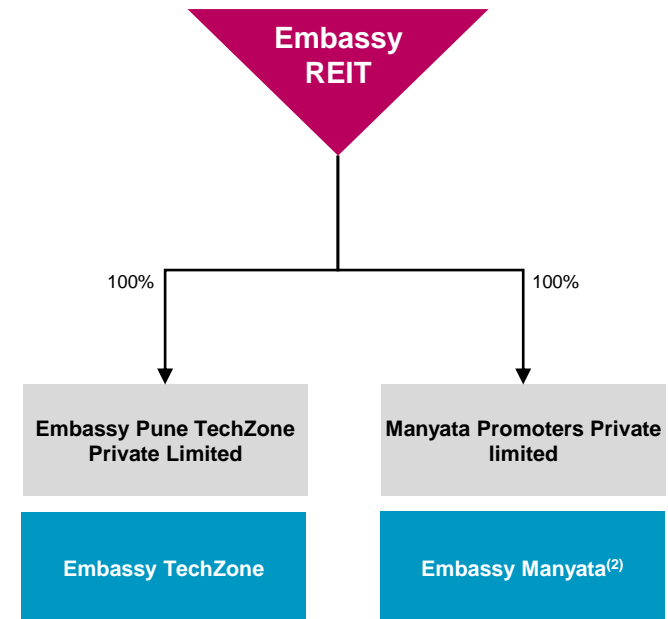 Embassy
REIT
100%
100%
Embassy Pune TechZone
Private Limited
Manyata Promoters Private
limited
Embassy TechZone
Embassy Manyata(2)